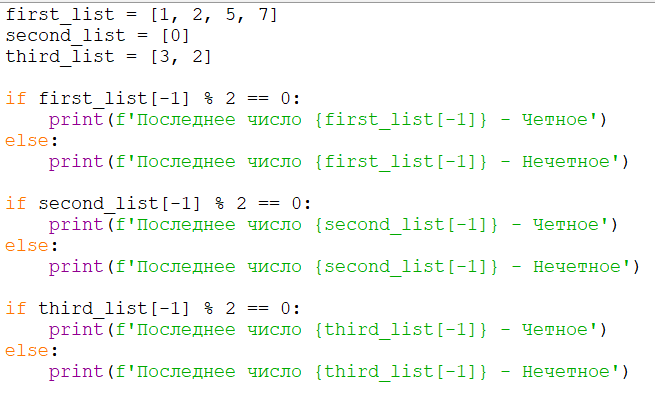 first_list = [1, 2, 5, 7]
second_list = [0]
third_list = [3, 2]
if first_list[-1] % 2 == 0:
    print(f'Последнее число {first_list[-1]} - Четное')
else:
    print(f'Последнее число {first_list[-1]} - Нечетное')
if second_list[-1] % 2 == 0:
    print(f'Последнее число {second_list[-1]} - Четное')
else:
    print(f'Последнее число {second_list[-1]} - Нечетное')
if third_list[-1] % 2 == 0:
    print(f'Последнее число {third_list[-1]} - Четное')
else:
    print(f'Последнее число {third_list[-1]} - Нечетное')